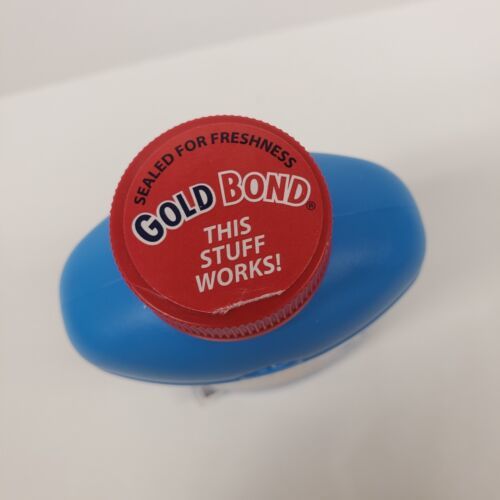 SEALED FOR FRESHNESS
GOLD BOND®
THIS
STUFF
WORKS!